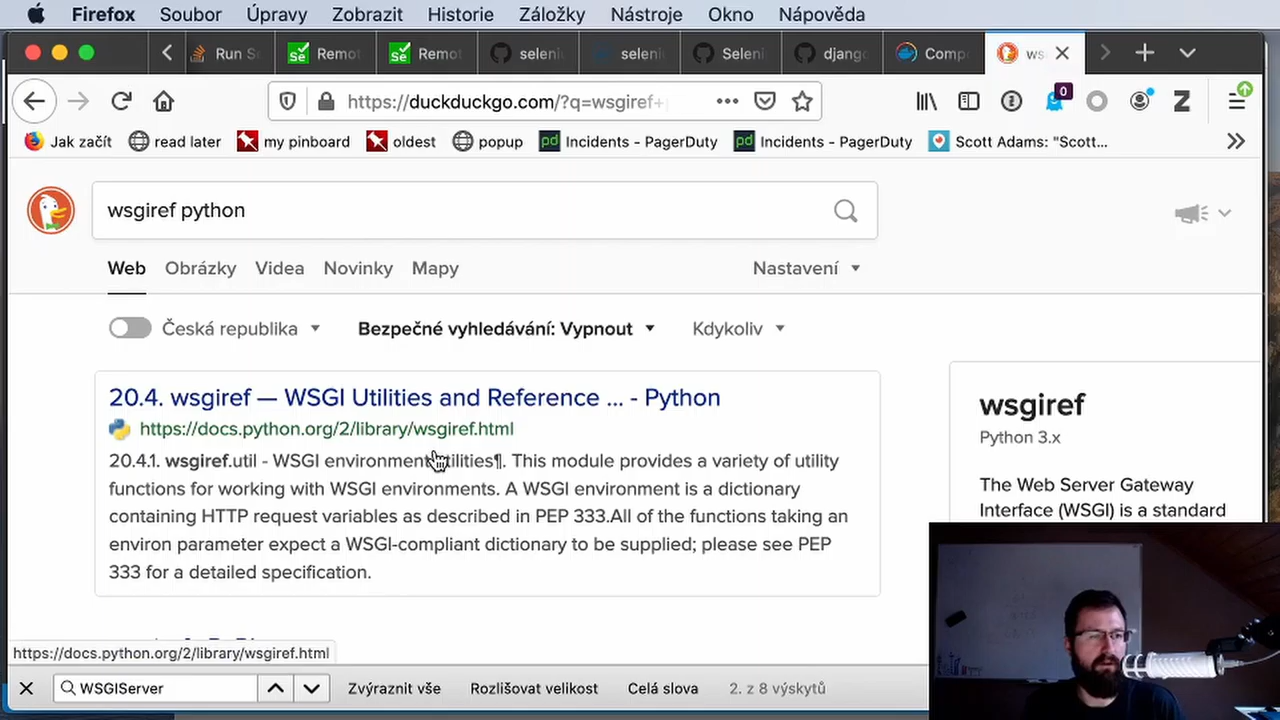 Firefox Soubor Úpravy Zobrazit Historie Záložky Nástroje Okno Nápověda
Run S Remo Remo seleni seleni Seleni djang Comp ws
https://duckduckgo.com/?q=wsgiref+ 0
Jak začít read later my pinboard oldest popup Incidents - PagerDuty Incidents - PagerDuty Scott Adams: "Scott...
wsgiref python
Web Obrázky Videa Novinky Mapy Nastavení
Česká republika Bezpečné vyhledávání: Vypnout Kdykoliv
20.4. wsgiref — WSGI Utilities and Reference ... - Python
https://docs.python.org/2/library/wsgiref.html
20.4.1. wsgiref.util - WSGI environment utilities¶. This module provides a variety of utility
functions for working with WSGI environments. A WSGI environment is a dictionary
containing HTTP request variables as described in PEP 333.All of the functions taking an
environ parameter expect a WSGI-compliant dictionary to be supplied; please see PEP
333 for a detailed specification.
wsgiref
Python 3.x
The Web Server Gateway
Interface (WSGI) is a standard
https://docs.python.org/2/library/wsgiref.html
WSGIServer Zvýraznit vše Rozlišovat velikost Celá slova 2. z 8 výskytů